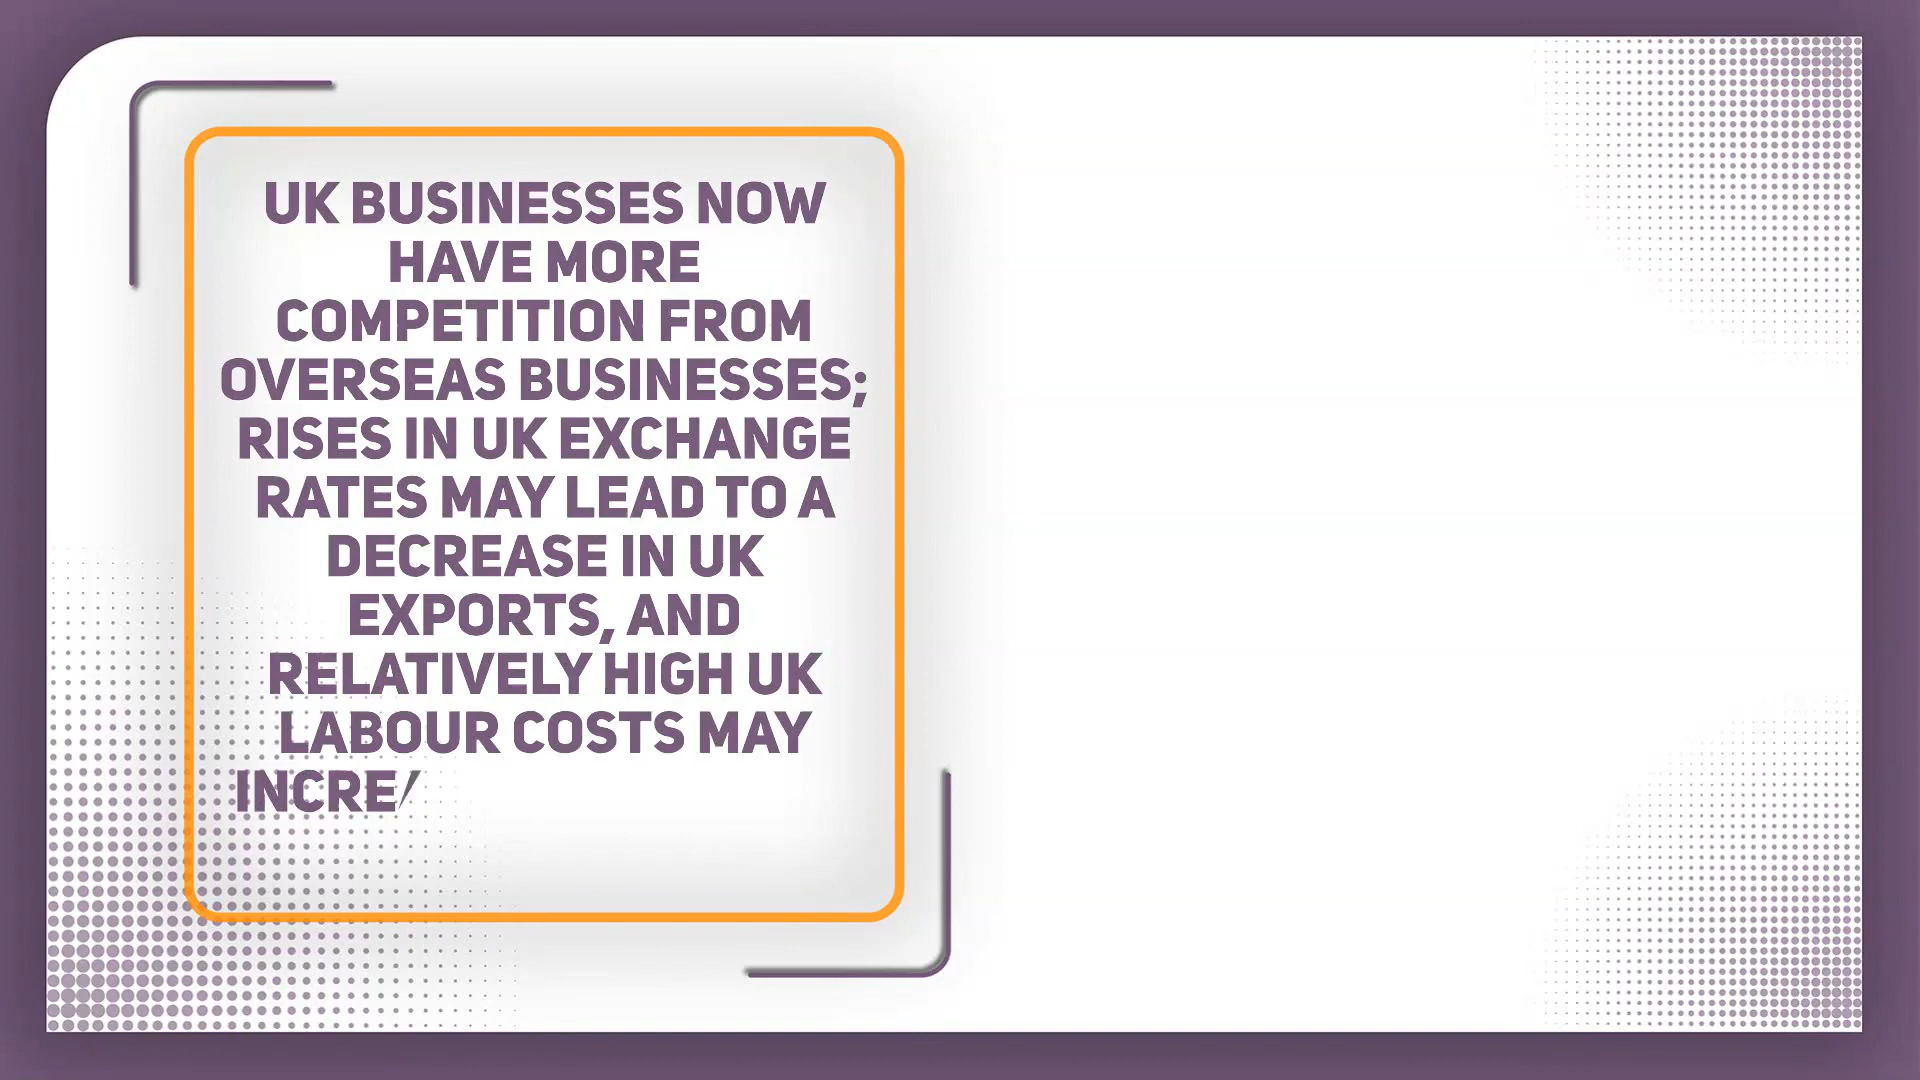 UK BUSINESSES NOW
HAVE MORE
COMPETITION FROM
OVERSEAS BUSINESSES;
RISES IN UK EXCHANGE
RATES MAY LEAD TO A
DECREASE IN UK
EXPORTS, AND
RELATIVELY HIGH UK
LABOUR COSTS MAY
INCRE